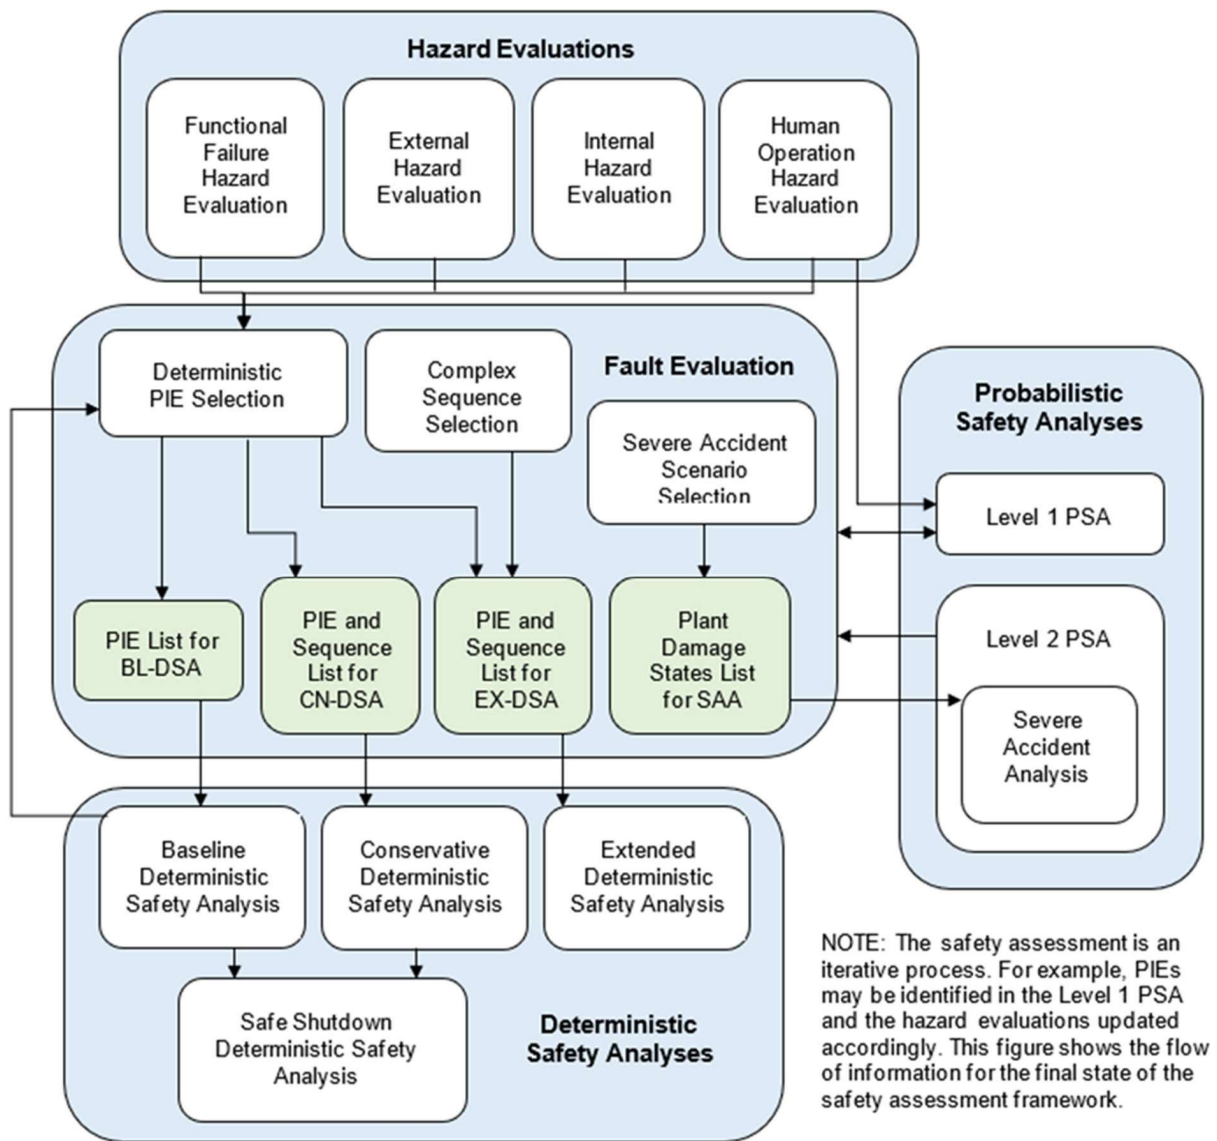 Hazard Evaluations
Functional
Failure
Hazard
Evaluation
External
Hazard
Evaluation
Internal
Hazard
Evaluation
Human
Operation
Hazard
Evaluation
Fault Evaluation
Deterministic
PIE Selection
Complex
Sequence
Selection
Severe Accident
Scenario
Selection
PIE List for
BL-DSA
PIE and
Sequence
List for
CN-DSA
PIE and
Sequence
List for
EX-DSA
Plant
Damage
States List
for SAA
Probabilistic
Safety Analyses
Level 1 PSA
Level 2 PSA
Severe
Accident
Analysis
Baseline
Deterministic
Safety Analysis
Conservative
Deterministic
Safety Analysis
Extended
Deterministic
Safety Analysis
Safe Shutdown
Deterministic Safety
Analysis
Deterministic
Safety Analyses
NOTE: The safety assessment is an
iterative process. For example, PIEs
may be identified in the Level 1 PSA
and the hazard evaluations updated
accordingly. This figure shows the flow
of information for the final state of the
safety assessment framework.